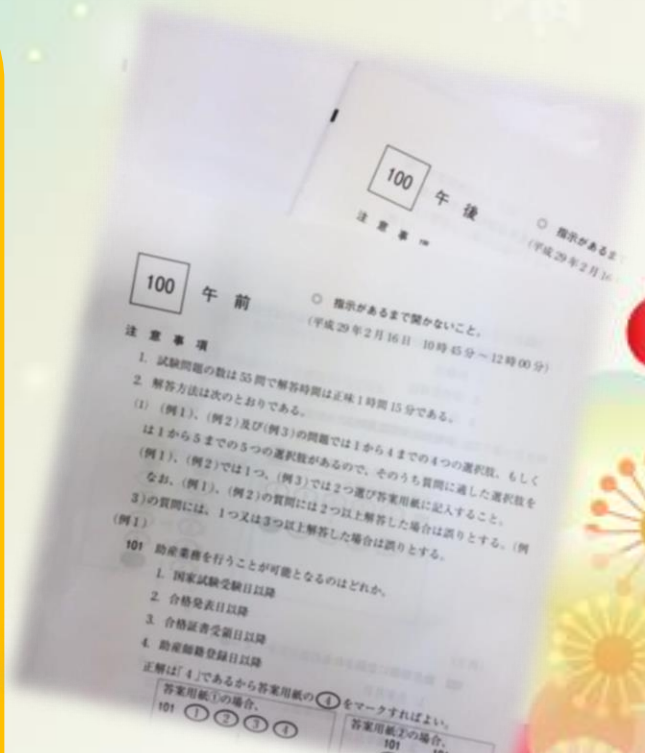 100 午後
○ 指示があるま
(平成29年2月16
注意事
100 午前
○ 指示があるまで開かないこと。
(平成29年2月16日 10時45分~12時00分)
注意事項
1. 試験問題の数は55問で解答時間は正味1時間15分である。
2. 解答方法は次のとおりである。
(1) (例1)、(例2)及び(例3)の問題では1から4までの4つの選択肢、もしく
は1から5までの5つの選択肢があるので、そのうち質問に適した選択肢を
(例1)、(例2)では1つ、(例3)では2つ選び答案用紙に記入すること。
なお、(例1)、(例2)の質問には2つ以上解答した場合は誤りとする。(例
3)の質問には、1つ又は3つ以上解答した場合は誤りとする。
(例1)
101 助産業務を行うことが可能となるのはどれか。
1. 国家試験受験日以降
2. 合格発表日以降
3. 合格証書受領日以降
4. 助産師籍登録日以降
正解は「4」であるから答案用紙の④をマークすればよい。
答案用紙①の場合、
101 ① ② ③ ④
答案用紙②の場合、
101